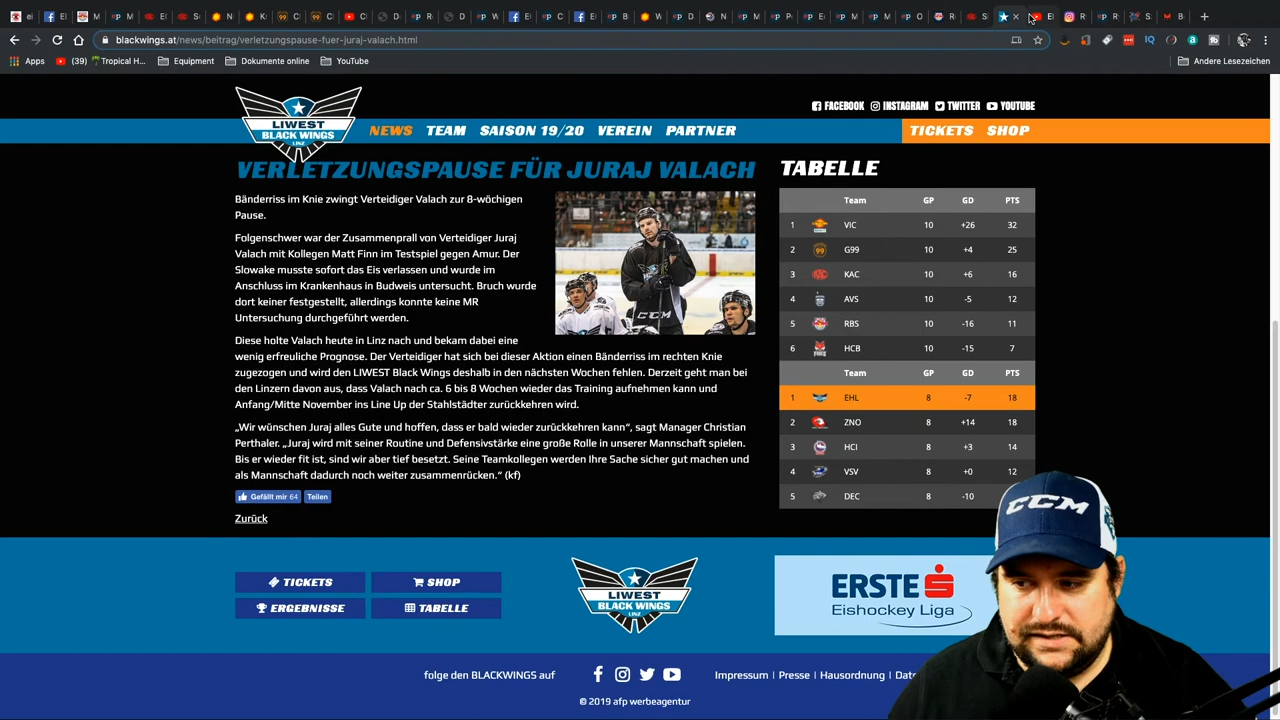 blackwings.at/news/beitrag/verletzungspause-fuer-juraj-valach.html
Apps
(39)
Tropical H...
Equipment
Dokumente online
YouTube
Andere Lesezeichen
FACEBOOK INSTAGRAM TWITTER YOUTUBE
LIWEST
BLACK WINGS
LINZ
NEWS TEAM SAISON 19/20 VEREIN PARTNER
TICKETS SHOP
VERLETZUNGSPAUSE FÜR JURAJ VALACH
Bänderriss im Knie zwingt Verteidiger Valach zur 8-wöchigen
Pause.
Folgenschwer war der Zusammenprall von Verteidiger Juraj
Valach mit Kollegen Matt Finn im Testspiel gegen Amur. Der
Slowake musste sofort das Eis verlassen und wurde im
Anschluss im Krankenhaus in Budweis untersucht. Bruch wurde
dort keiner festgestellt, allerdings konnte keine MR
Untersuchung durchgeführt werden.
Diese holte Valach heute in Linz nach und bekam dabei eine
wenig erfreuliche Prognose. Der Verteidiger hat sich bei dieser Aktion einen Bänderriss im rechten Knie
zugezogen und wird den LIWEST Black Wings deshalb in den nächsten Wochen fehlen. Derzeit geht man bei
den Linzern davon aus, dass Valach nach ca. 6 bis 8 Wochen wieder das Training aufnehmen kann und
Anfang/Mitte November ins Line Up der Stahlstädter zurückkehren wird.
„Wir wünschen Juraj alles Gute und hoffen, dass er bald wieder zurückkehren kann“, sagt Manager Christian
Perthaler. „Juraj wird mit seiner Routine und Defensivstärke eine große Rolle in unserer Mannschaft spielen.
Bis er wieder fit ist, sind wir aber tief besetzt. Seine Teamkollegen werden Ihre Sache sicher gut machen und
als Mannschaft dadurch noch weiter zusammenrücken.“ (kf)
Gefällt mir 64 Teilen
Zurück
CCM
TABELLE
Team GP GD PTS
1 VIC 10 +26 32
2 G99 10 +4 25
3 KAC 10 +6 16
4 AVS 10 -5 12
5 RBS 10 -16 11
6 HCB 10 -15 7
Team GP GD PTS
1 EHL 8 -7 18
2 ZNO 8 +14 18
3 HCI 8 +3 14
4 VSV 8 +0 12
5 DEC 8 -10
TICKETS SHOP
ERGEBNISSE TABELLE
LIWEST
BLACK WINGS
LINZ
ERSTE
Eishockey Liga
CCM
folge den BLACKWINGS auf
Impressum | Presse | Hausordnung | Date
© 2019 afp werbeagentur